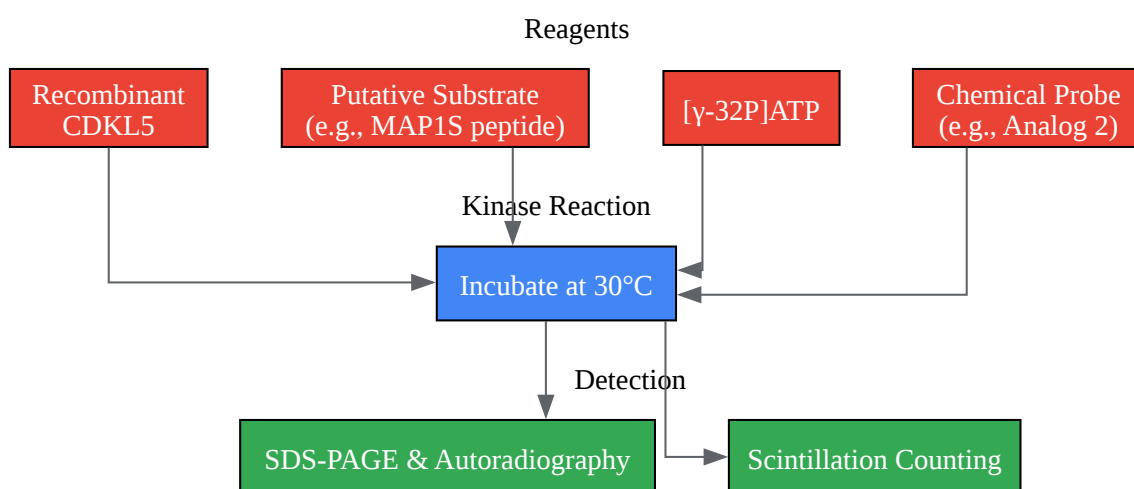 Reagents
Recombinant
CDKL5
Putative Substrate
(e.g., MAP1S peptide)
[γ-32P]ATP
Chemical Probe
(e.g., Analog 2)
Kinase Reaction
Incubate at 30°C
Detection
SDS-PAGE & Autoradiography
Scintillation Counting